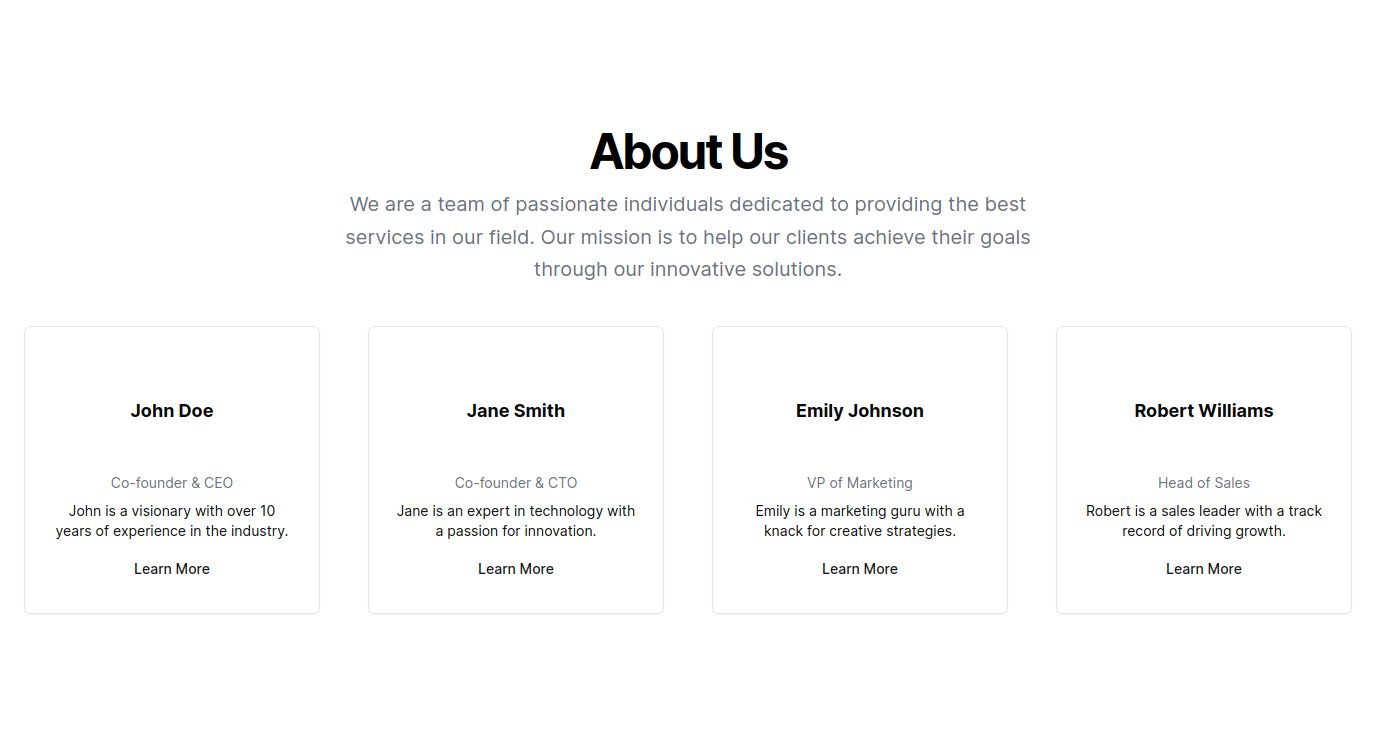 About Us
We are a team of passionate individuals dedicated to providing the best
services in our field. Our mission is to help our clients achieve their goals
through our innovative solutions.
John Doe
Co-founder & CEO
John is a visionary with over 10
years of experience in the industry.
Learn More
Jane Smith
Co-founder & CTO
Jane is an expert in technology with
a passion for innovation.
Learn More
Emily Johnson
VP of Marketing
Emily is a marketing guru with a
knack for creative strategies.
Learn More
Robert Williams
Head of Sales
Robert is a sales leader with a track
record of driving growth.
Learn More